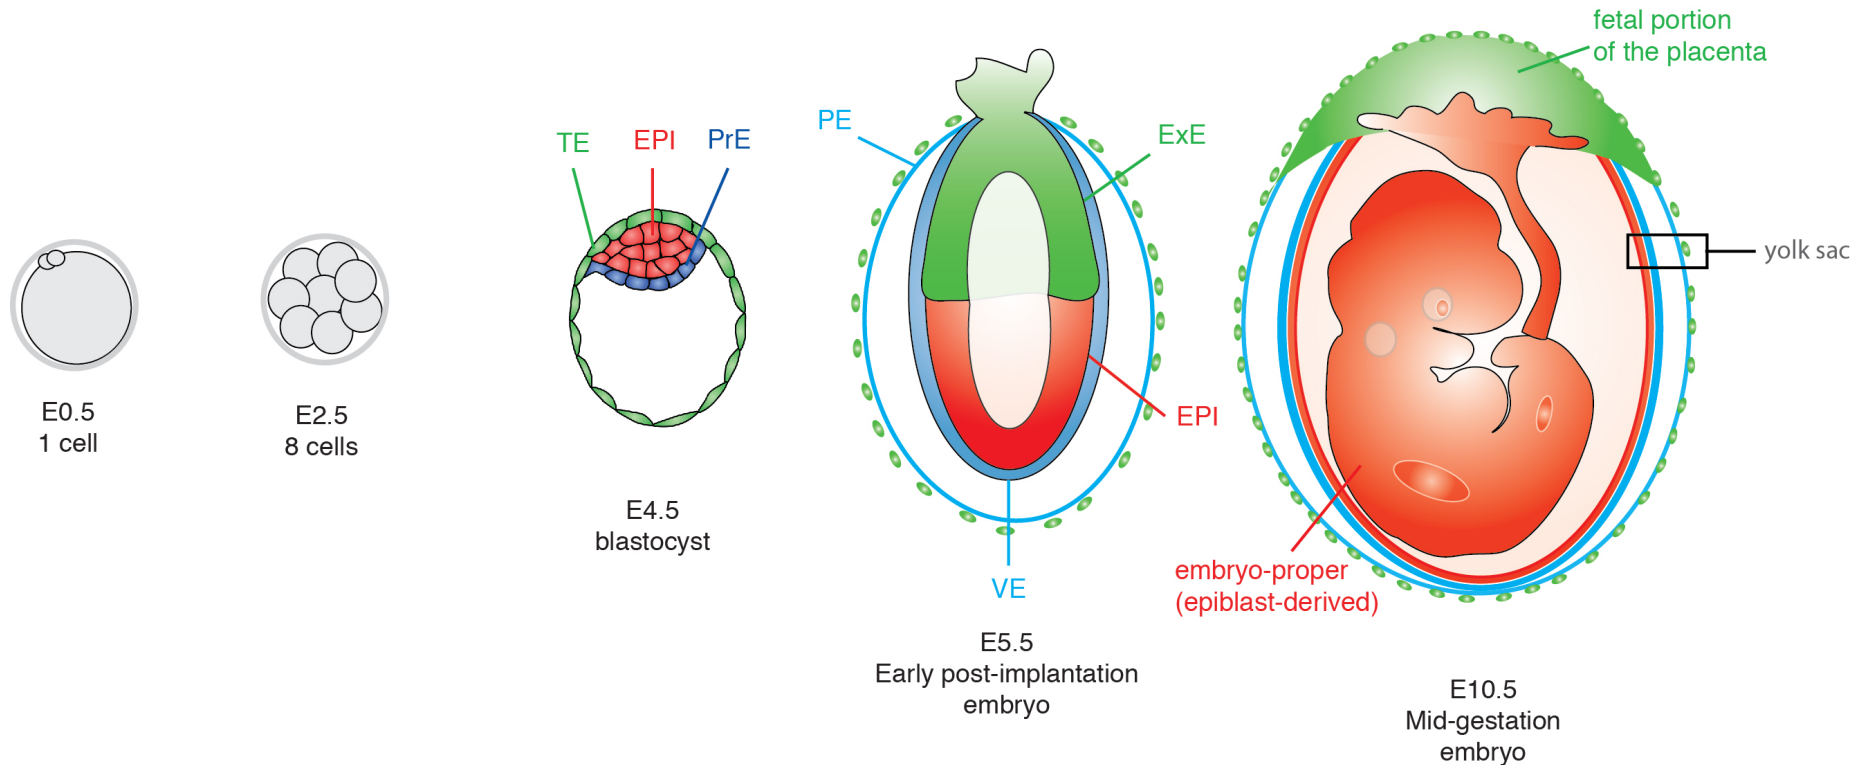 E0.5
1 cell
E2.5
8 cells
TE
EPI
PrE
E4.5
blastocyst
PE
ExE
EPI
VE
E5.5
Early post-implantation
embryo
fetal portion
of the placenta
yolk sac
embryo-proper
(epiblast-derived)
E10.5
Mid-gestation
embryo